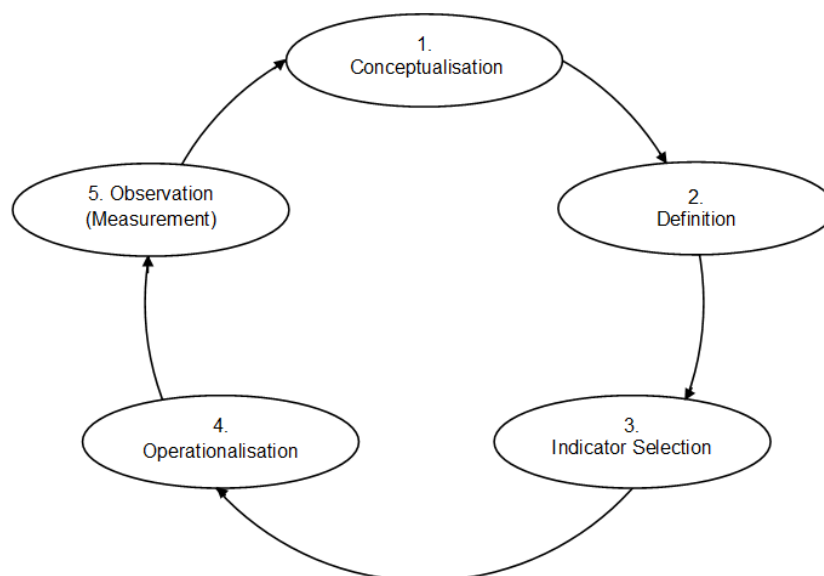 1.
Conceptualisation
2.
Definition
3.
Indicator Selection
4.
Operationalisation
5. Observation
(Measurement)